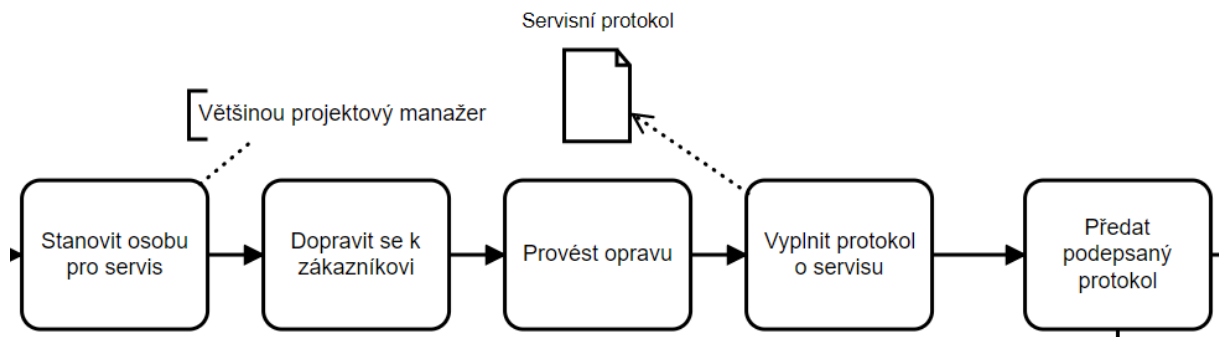 Servisní protokol
Většinou projektový manažer
Stanovit osobu
pro servis
Dopravit se k
zákazníkovi
Provést opravu
Vyplnit protokol
o servisu
Předat
podepsaný
protokol